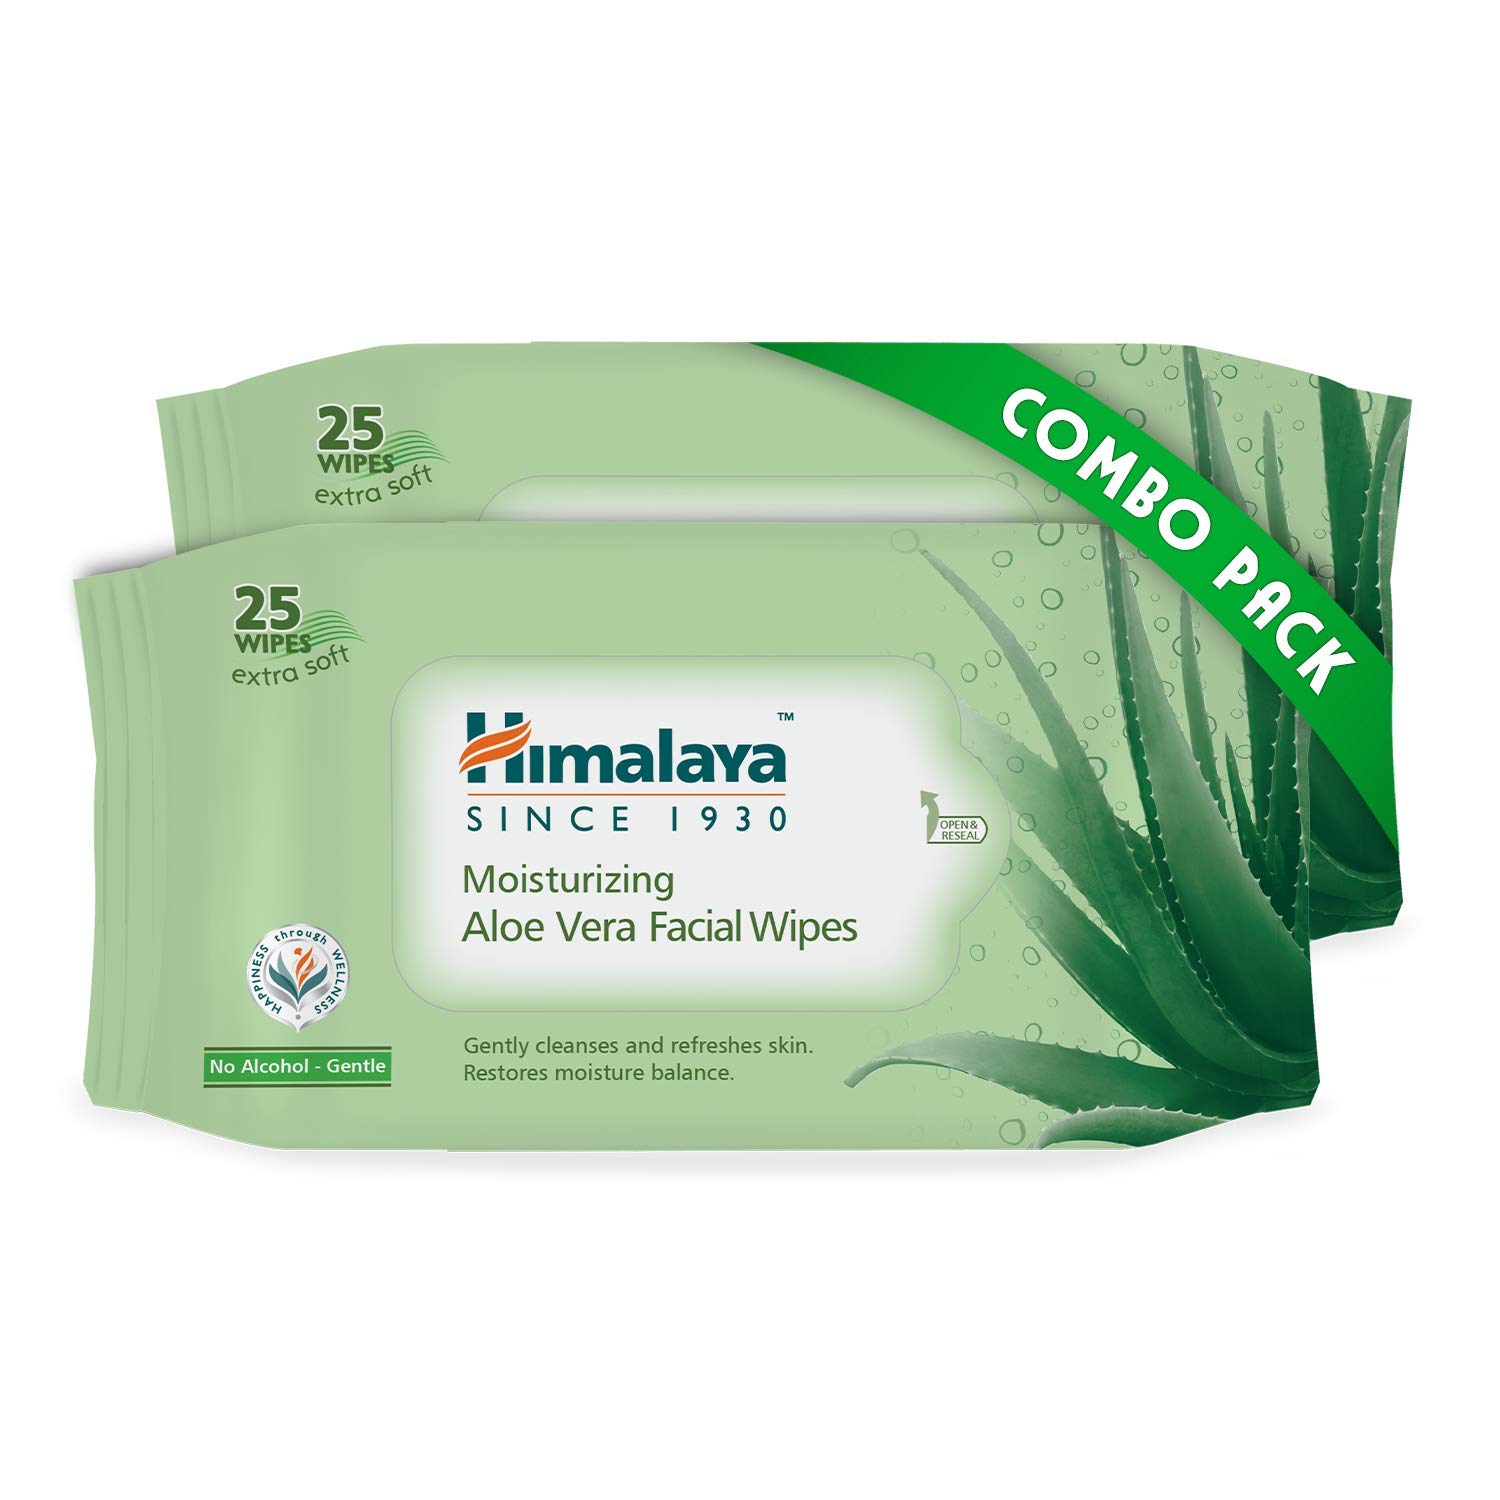 25
WIPES
extra soft
COMBO PACK
25
WIPES
extra soft
Himalaya™
SINCE 1930
OPEN &
RESEAL
Moisturizing
Aloe Vera Facial Wipes
HAPPINESS through WELLNESS
No Alcohol - Gentle
Gently cleanses and refreshes skin.
Restores moisture balance.